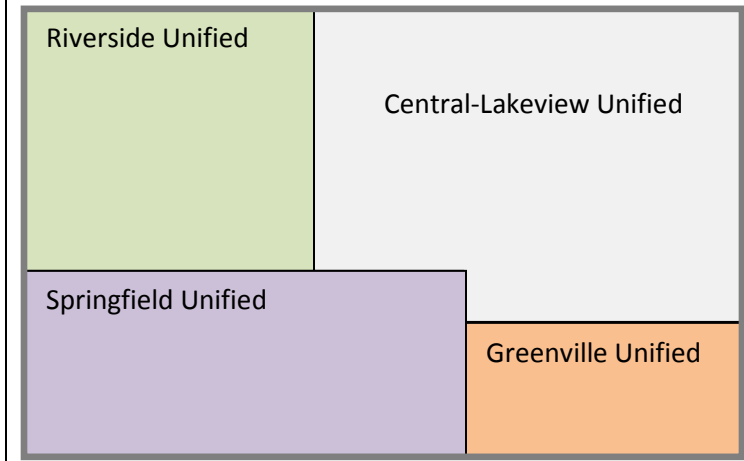 Riverside Unified
Central-Lakeview Unified
Springfield Unified
Greenville Unified